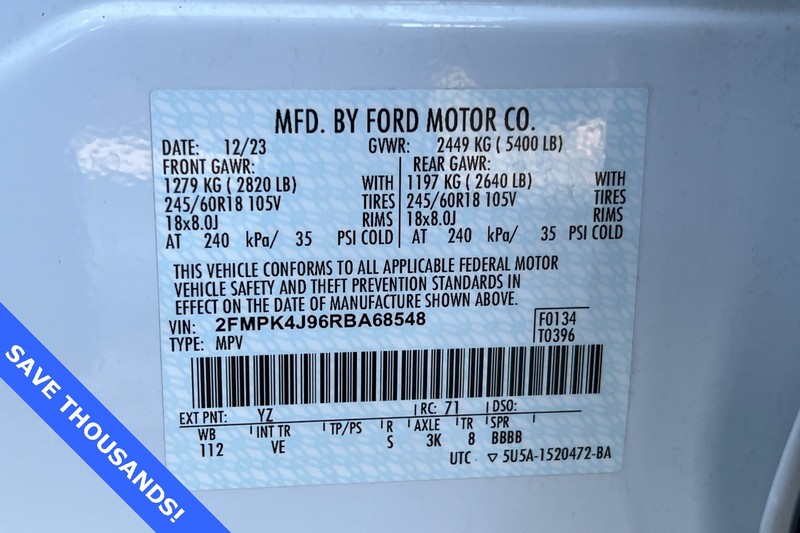 MFD. BY FORD MOTOR CO.
DATE: 12/23 GVWR: 2449 KG ( 5400 LB)
FRONT GAWR: REAR GAWR:
1279 KG ( 2820 LB) WITH 1197 KG ( 2640 LB) WITH
245/60R18 105V TIRES 245/60R18 105V TIRES
18x8.0J RIMS 18x8.0J RIMS
AT 240 kPa/ 35 PSI COLD AT 240 kPa/ 35 PSI COLD
THIS VEHICLE CONFORMS TO ALL APPLICABLE FEDERAL MOTOR
VEHICLE SAFETY AND THEFT PREVENTION STANDARDS IN
EFFECT ON THE DATE OF MANUFACTURE SHOWN ABOVE.
VIN: 2FMPK4J96RBA68548 F0134
TYPE: MPV T0396
EXT PNT: YZ RC: 71 DSO:
WB INT TR TP/PS R AXLE TR SPR
112 VE S 3K 8 BBBB
UTC ▽ 5U5A-1520472-BA
SAVE THOUSANDS!